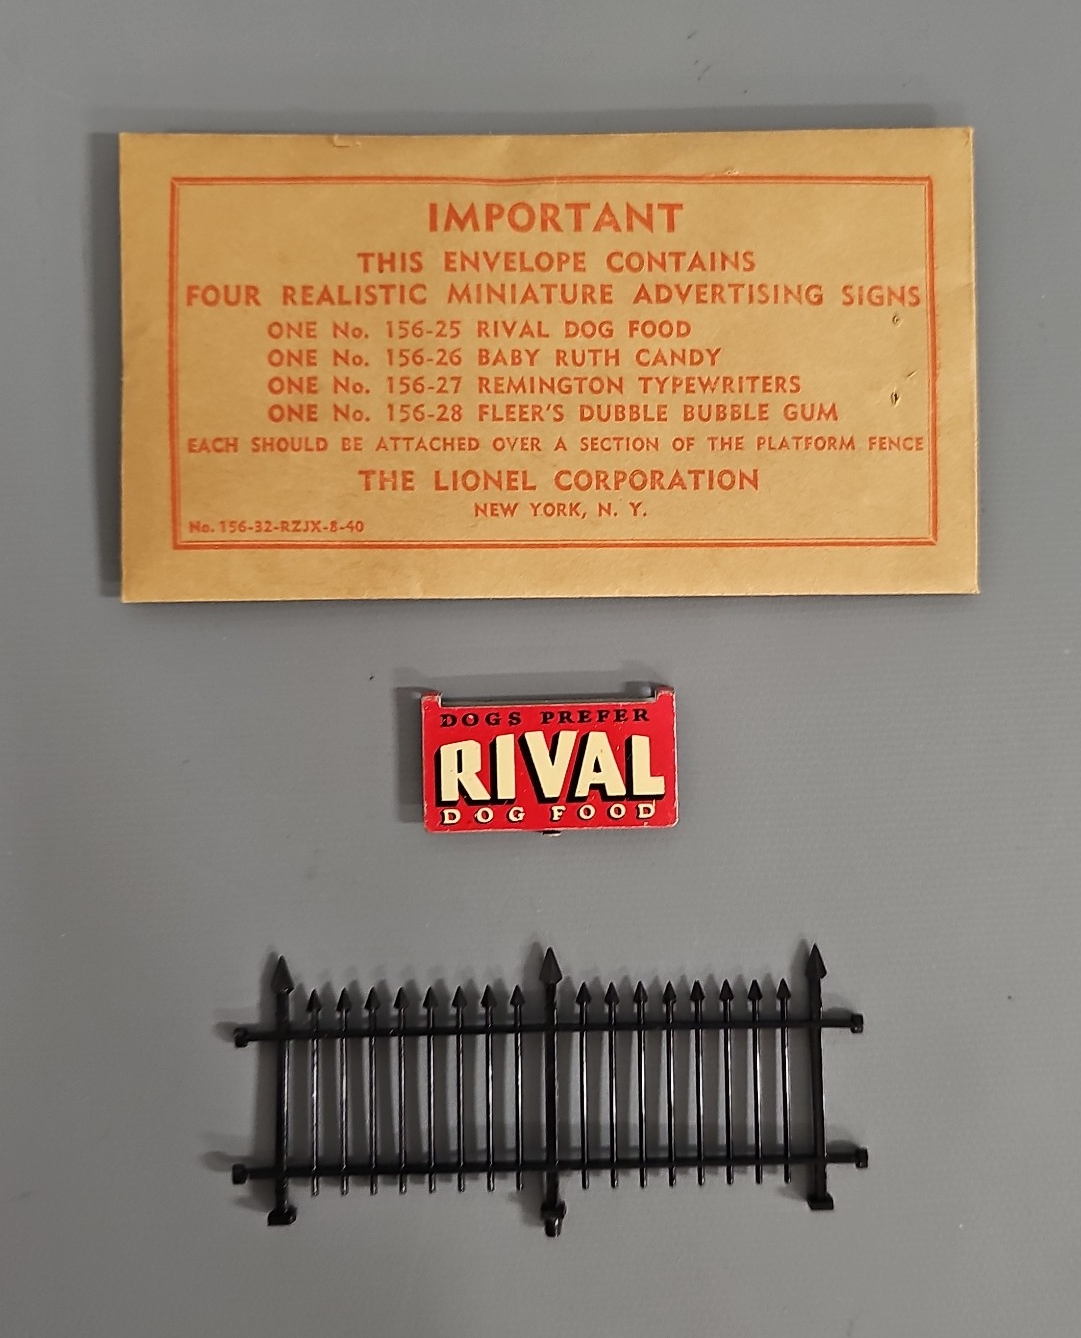 IMPORTANT
THIS ENVELOPE CONTAINS
FOUR REALISTIC MINIATURE ADVERTISING SIGNS
ONE No. 156-25 RIVAL DOG FOOD
ONE No. 156-26 BABY RUTH CANDY
ONE No. 156-27 REMINGTON TYPEWRITERS
ONE No. 156-28 FLEER'S DUBBLE BUBBLE GUM
EACH SHOULD BE ATTACHED OVER A SECTION OF THE PLATFORM FENCE
THE LIONEL CORPORATION
NEW YORK, N. Y.
No. 156-32-RZJX-8-40
DOGS PREFER
RIVAL
DOG FOOD